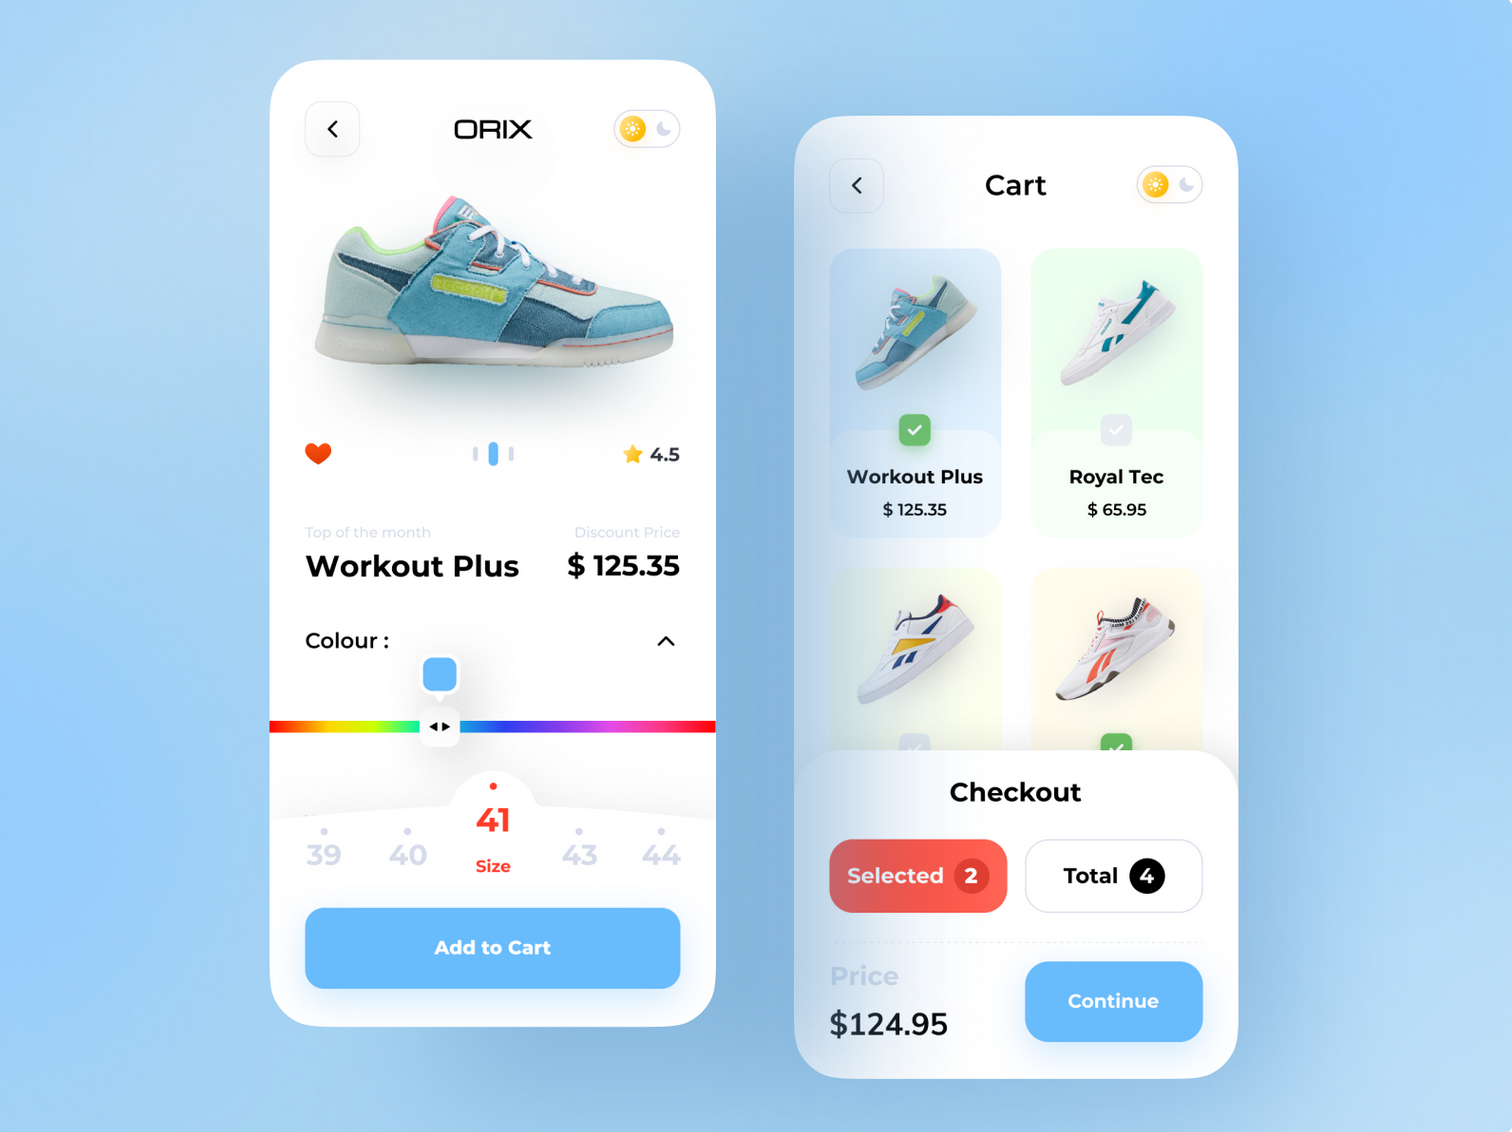 ORIX
4.5
Top of the month
Discount Price
Workout Plus
$ 125.35
Colour :
39
40
41
43
44
Size
Add to Cart
Cart
Workout Plus
$ 125.35
Royal Tec
$ 65.95
Checkout
Selected 2
Total 4
Price
$124.95
Continue